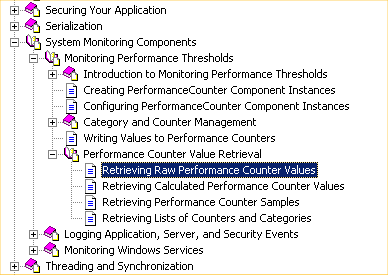 Securing Your Application
Serialization
System Monitoring Components
Monitoring Performance Thresholds
Introduction to Monitoring Performance Thresholds
Creating PerformanceCounter Component Instances
Configuring PerformanceCounter Component Instances
Category and Counter Management
Writing Values to Performance Counters
Performance Counter Value Retrieval
Retrieving Raw Performance Counter Values
Retrieving Calculated Performance Counter Values
Retrieving Performance Counter Samples
Retrieving Lists of Counters and Categories
Logging Application, Server, and Security Events
Monitoring Windows Services
Threading and Synchronization